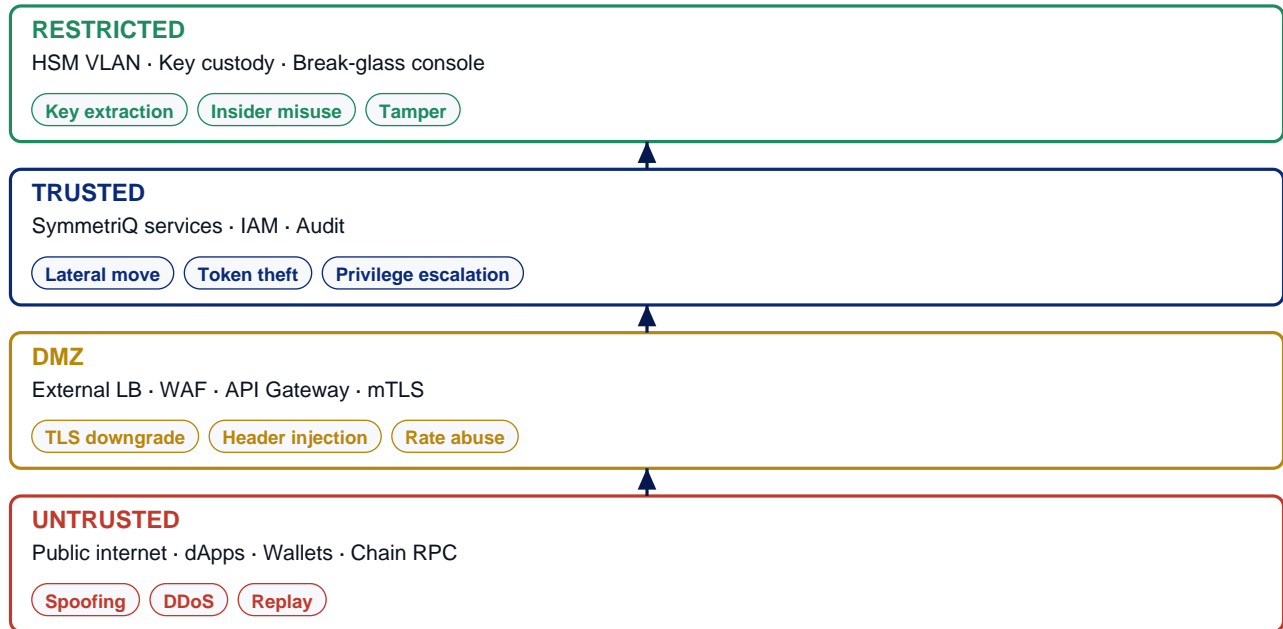 RESTRICTED
HSM VLAN · Key custody · Break-glass console
Key extraction Insider misuse Tamper
TRUSTED
SymmetriQ services · IAM · Audit
Lateral move Token theft Privilege escalation
DMZ
External LB · WAF · API Gateway · mTLS
TLS downgrade Header injection Rate abuse
UNTRUSTED
Public internet · dApps · Wallets · Chain RPC
Spoofing DDoS Replay